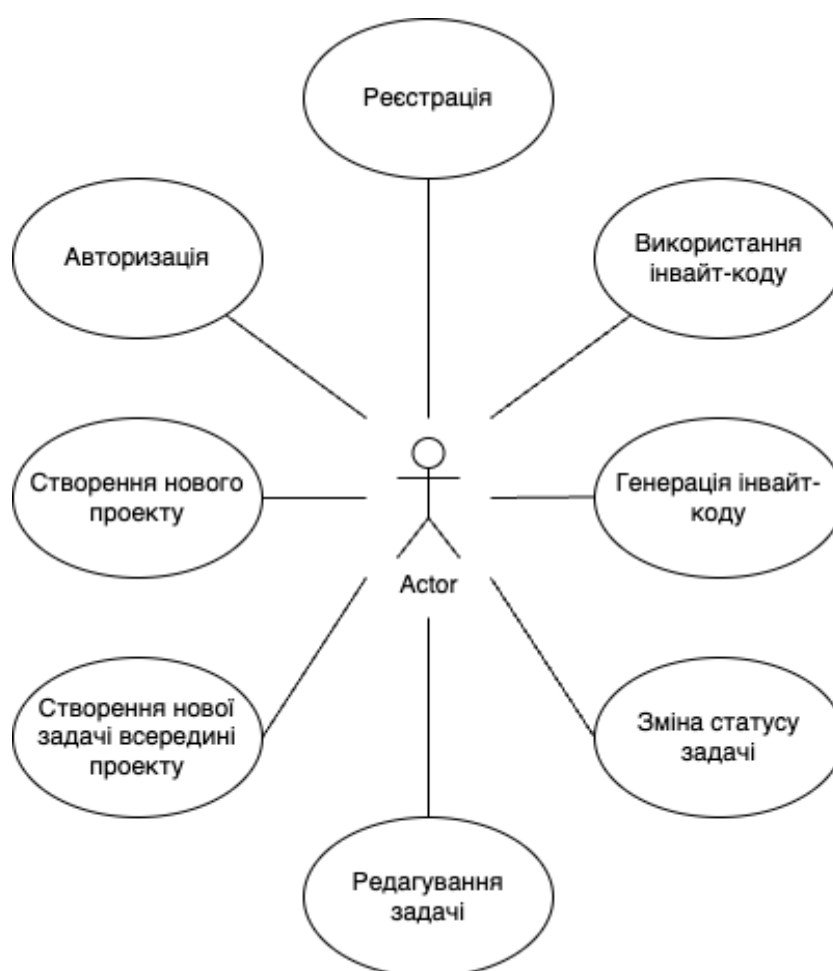 Реєстрація
Авторизація
Використання
інвайт-коду
Створення нового
проекту
Генерація інвайт-
коду
Actor
Створення нової
задачі всередині
проекту
Зміна статусу
задачі
Редагування
задачі